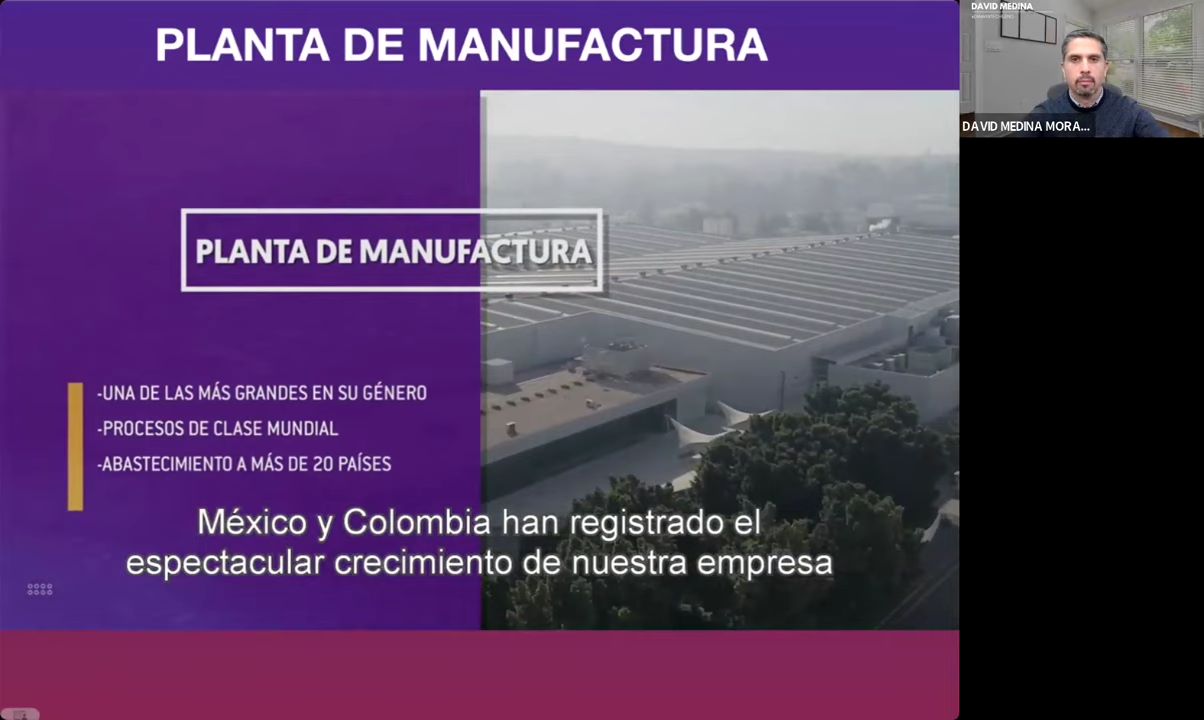 PLANTA DE MANUFACTURA
PLANTA DE MANUFACTURA
-UNA DE LAS MÁS GRANDES EN SU GÉNERO
-PROCESOS DE CLASE MUNDIAL
-ABASTECIMIENTO A MÁS DE 20 PAÍSES
México y Colombia han registrado el
espectacular crecimiento de nuestra empresa
DAVID MEDINA
DAVID MEDINA MORA...